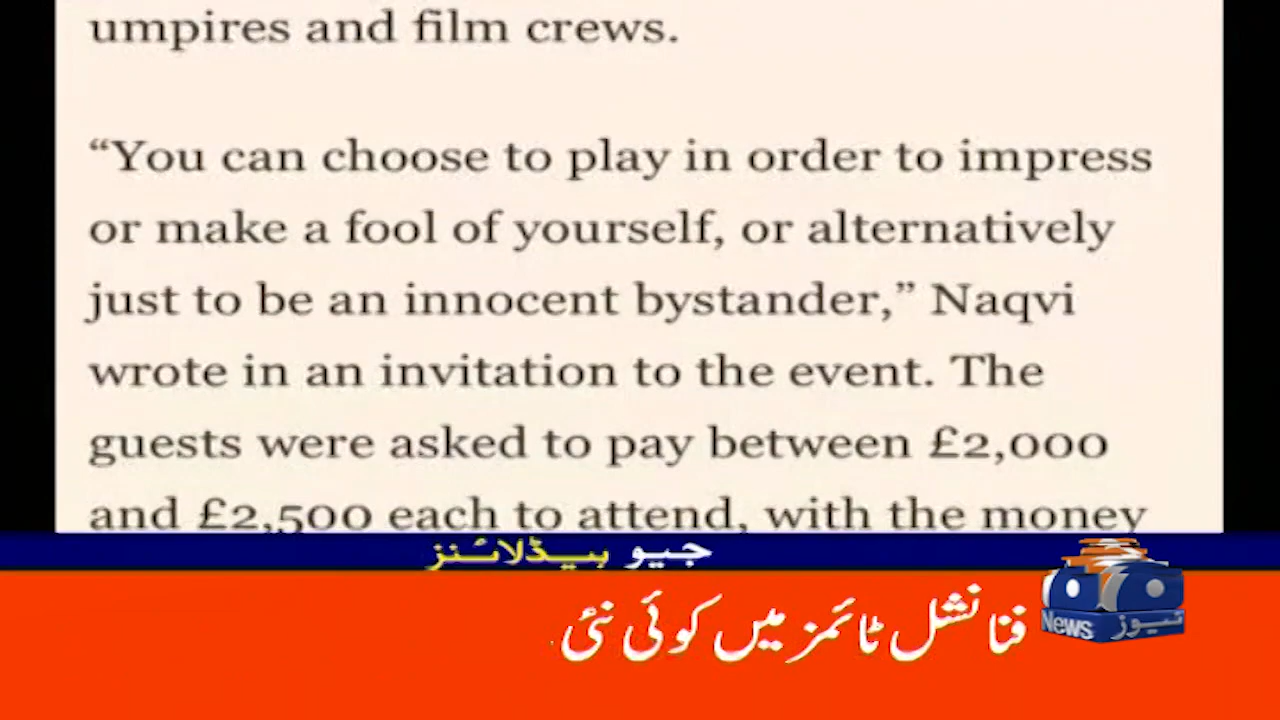 umpires and film crews.
“You can choose to play in order to impress
or make a fool of yourself, or alternatively
just to be an innocent bystander,” Naqvi
wrote in an invitation to the event. The
guests were asked to pay between £2,000
and £2,500 each to attend, with the money
جیو ہیڈلائنز
فنانشل ٹائمز میں کوئی نئی
News نیوز